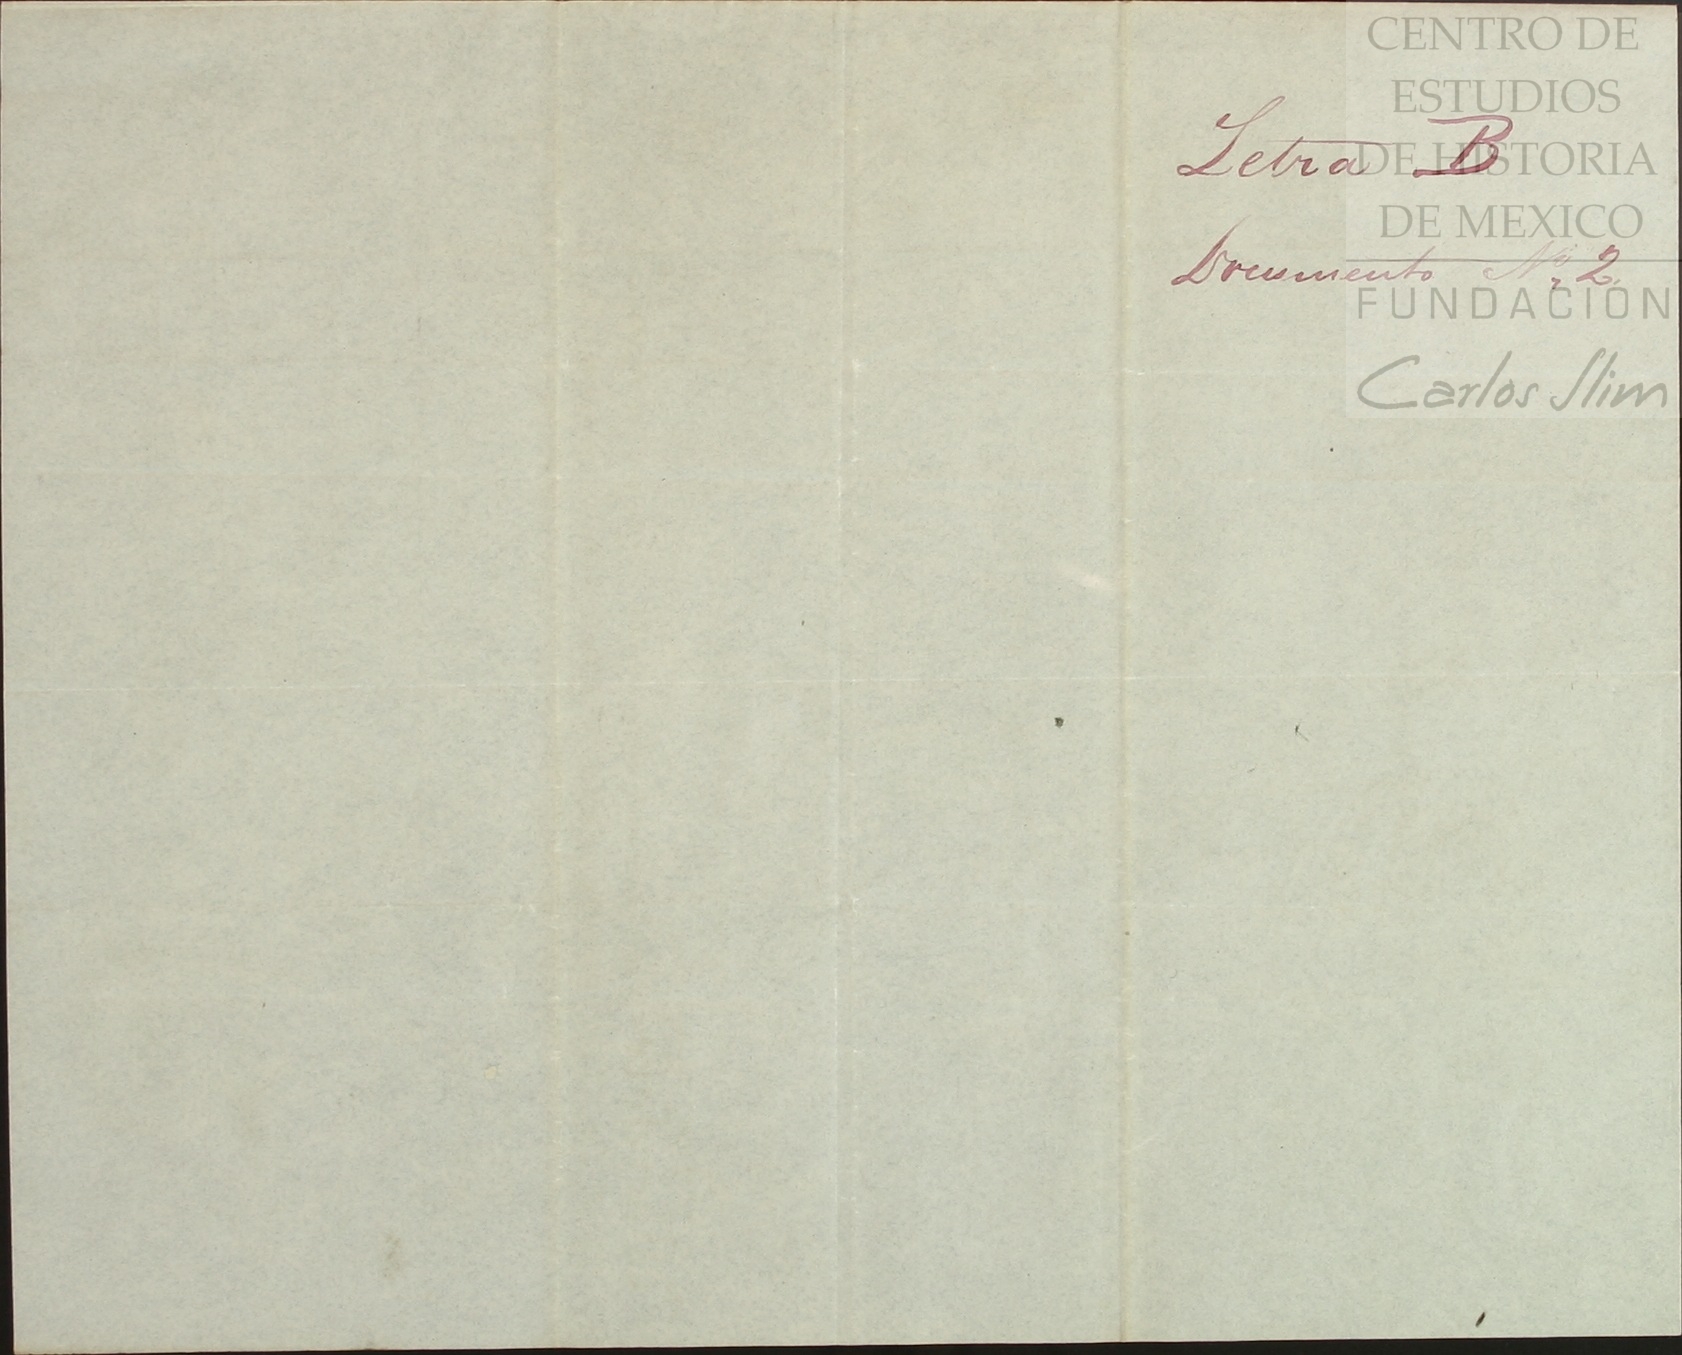 CENTRO DE
ESTUDIOS
DE HISTORIA
DE MEXICO
FUNDACIÓN
Carlos Slim
Letra B
Documento Nº 2.